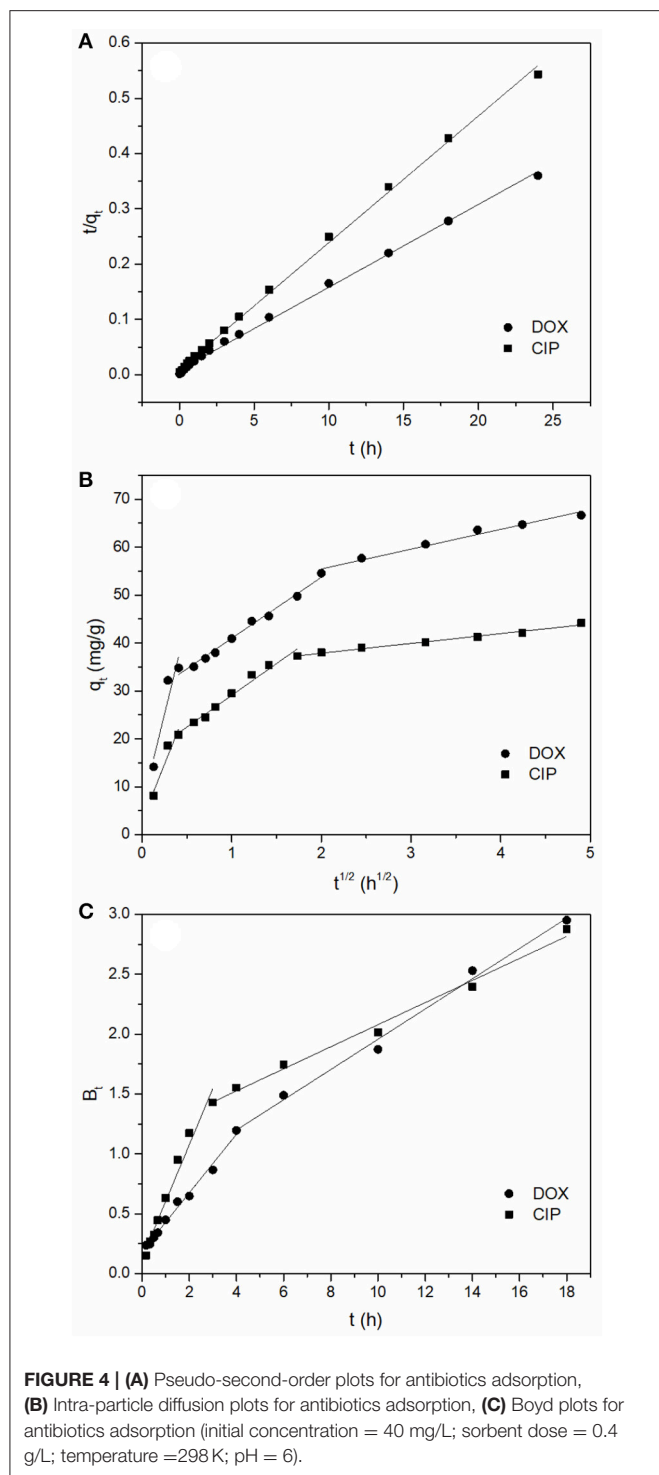 A
0.6
0.5
0.4
0.3
0.2
0.1
0.0
t/qt
DOX
CIP
0 5 10 15 20 25
t (h)
B
70
60
50
40
30
20
10
0
qt (mg/g)
DOX
CIP
0 1 2 3 4 5
t1/2 (h1/2)
C
3.0
2.5
2.0
1.5
1.0
0.5
0.0
Bt
DOX
CIP
0 2 4 6 8 10 12 14 16 18
t (h)
FIGURE 4 | (A) Pseudo-second-order plots for antibiotics adsorption,
(B) Intra-particle diffusion plots for antibiotics adsorption, (C) Boyd plots for
antibiotics adsorption (initial concentration = 40 mg/L; sorbent dose = 0.4
g/L; temperature =298 K; pH = 6).